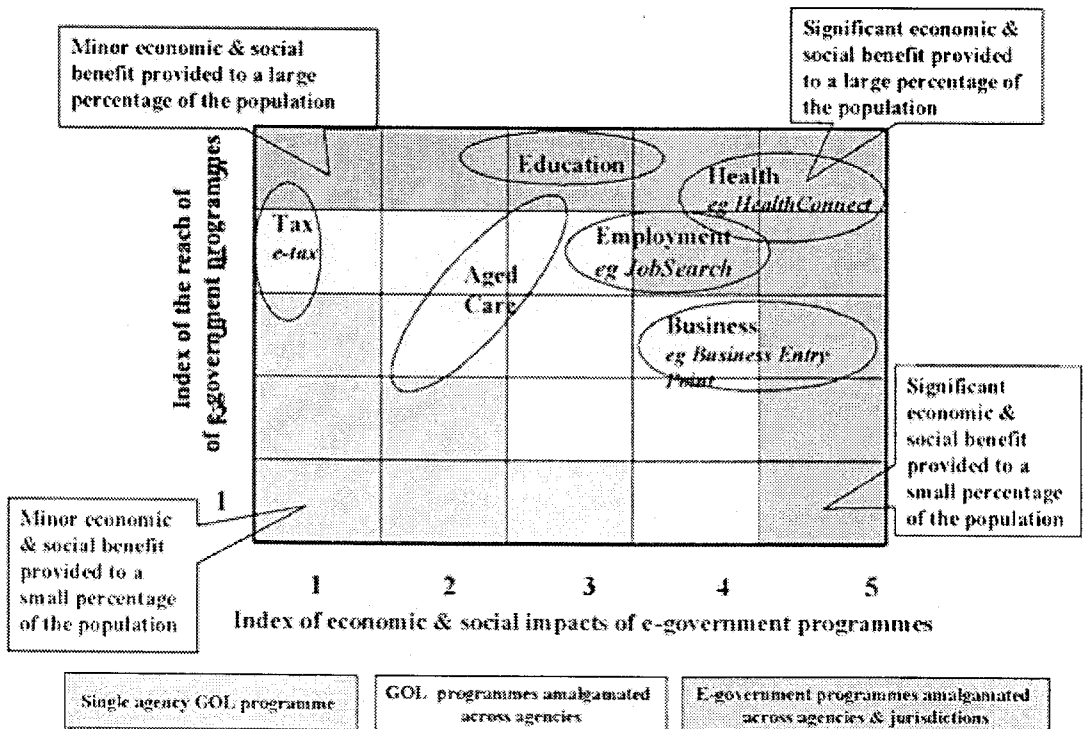 Minor economic & social
benefit provided to a large
percentage of the population
Significant economic &
social benefit provided
to a large percentage of
the population
Index of the reach of
of e-government programmes
Education
Health
eg HealthConnect
Tax
e-tax
Employment
eg JobSearch
Aged
Care
Business
eg Business Entry
Point
Significant
economic &
social benefit
provided to a
small percentage
of the population
1
Minor economic
& social benefit
provided to a
small percentage
of the population
1 2 3 4 5
Index of economic & social impacts of e-government programmes
Single agency GOL programme
GOL programmes amalgamated
across agencies
E-government programmes amalgamated
across agencies & jurisdictions